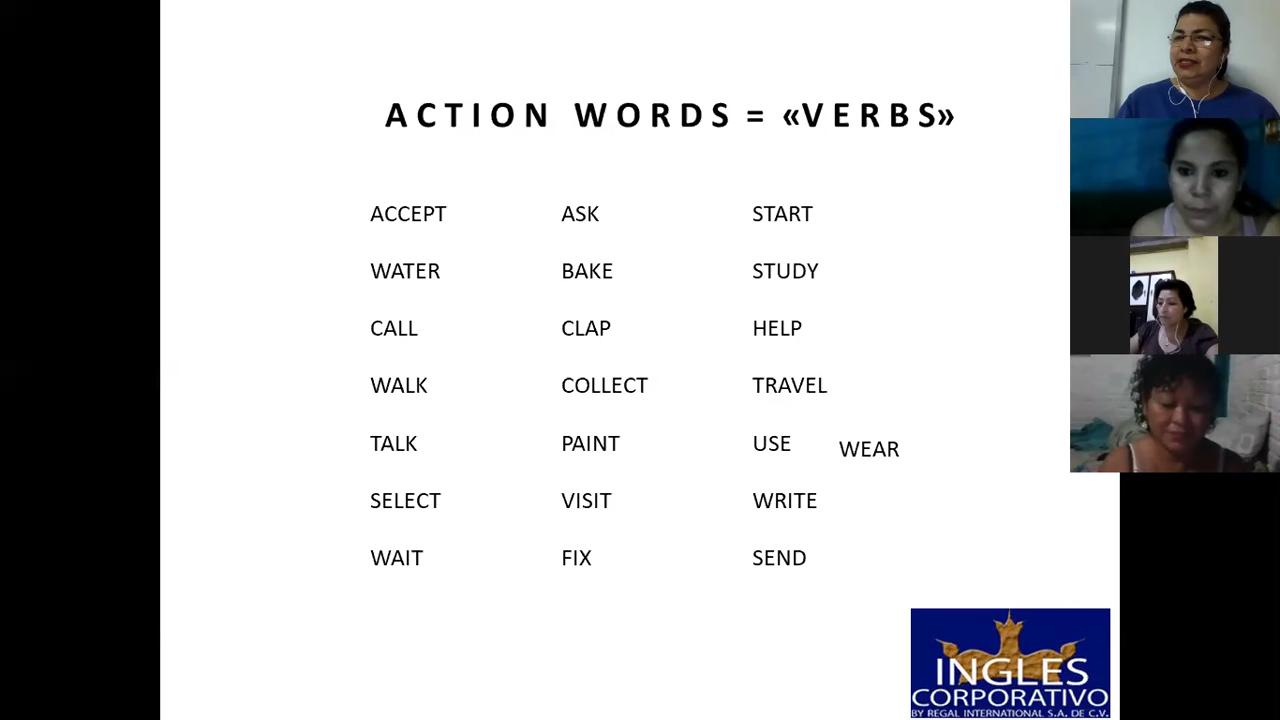 ACTION WORDS = «VERBS»
ACCEPT ASK START
WATER BAKE STUDY
CALL CLAP HELP
WALK COLLECT TRAVEL
TALK PAINT USE WEAR
SELECT VISIT WRITE
WAIT FIX SEND
INGLES
CORPORATIVO
BY REGAL INTERNATIONAL S.A. DE C.V.